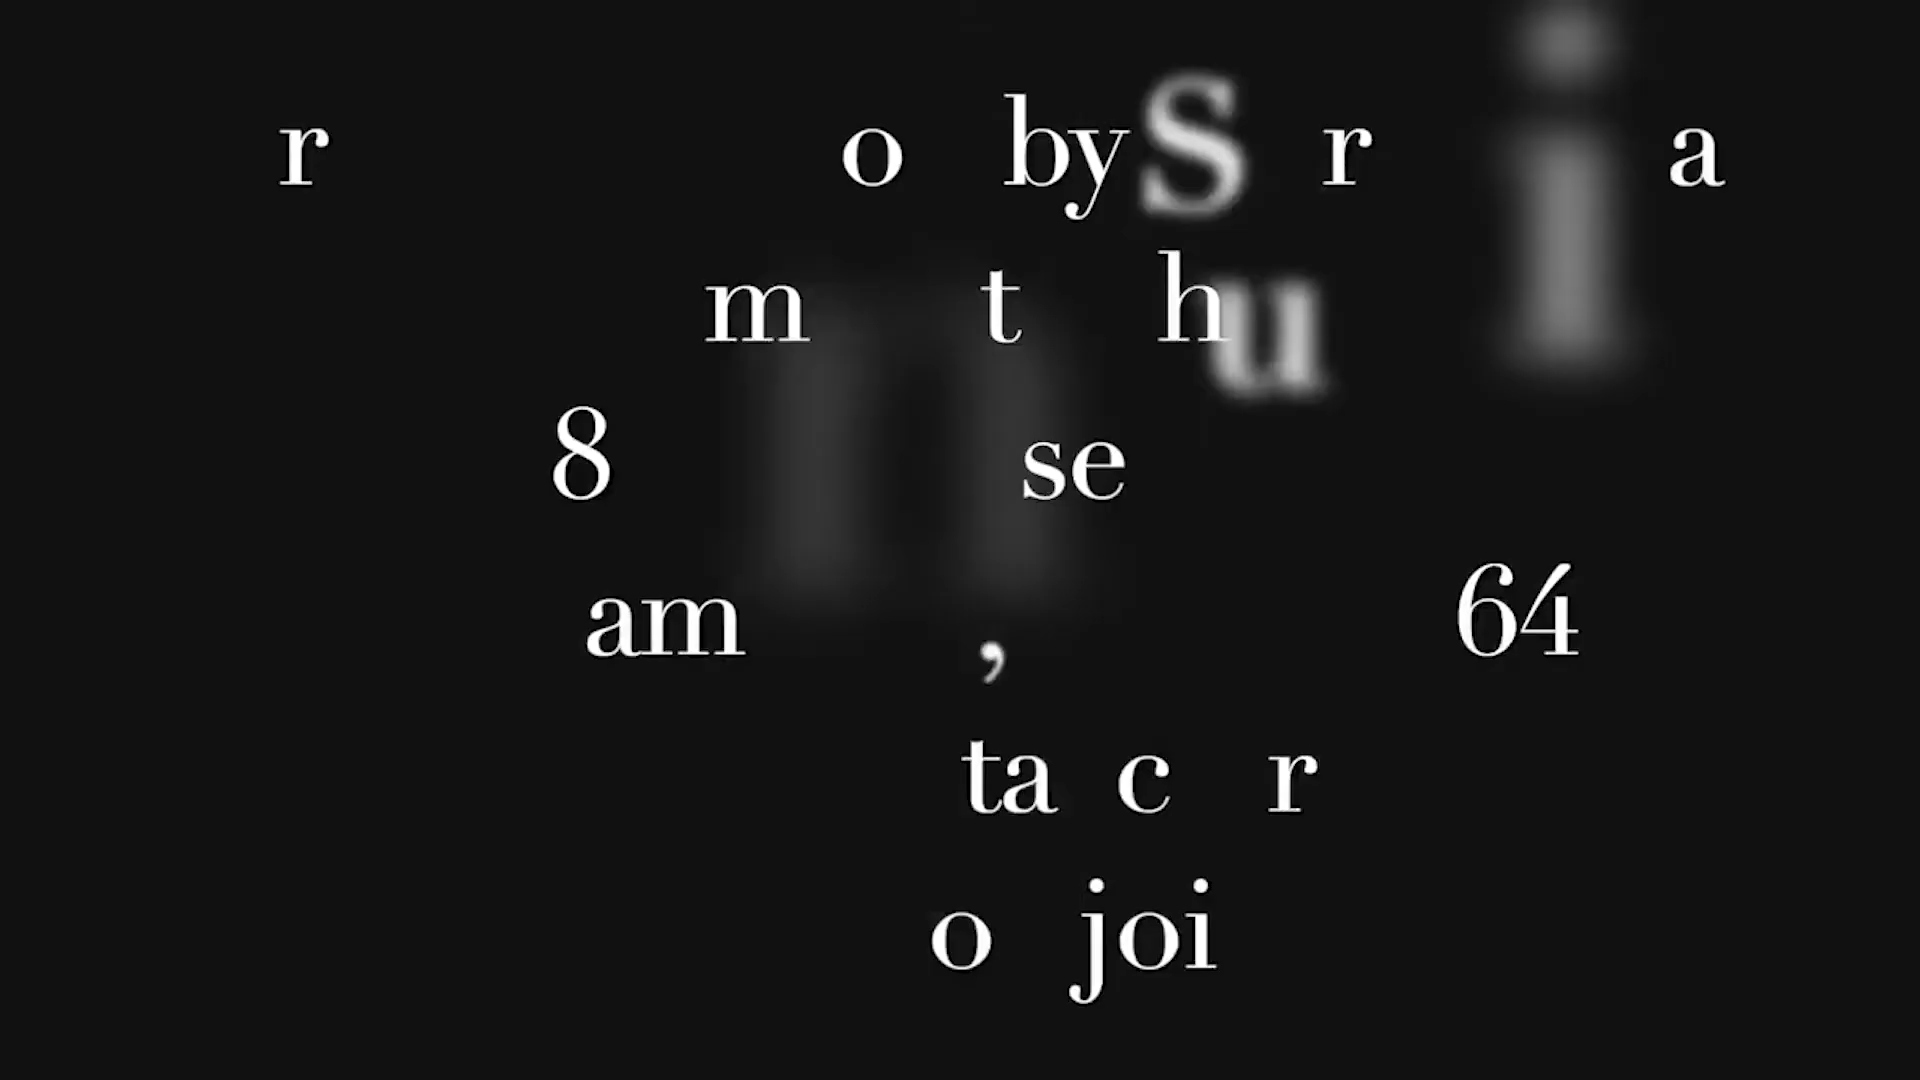 r o by s r i a
m t h u
8 n se
am , 64
ta c r
o joi